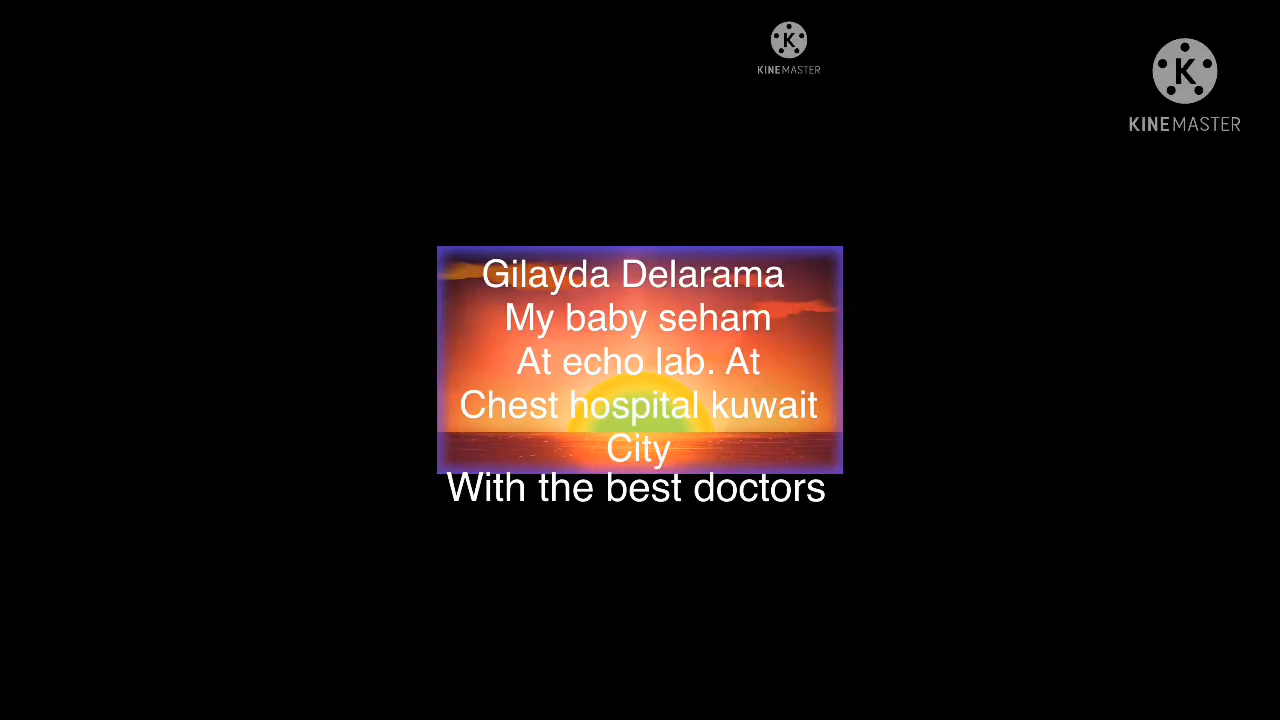 K
KINEMASTER
K
KINEMASTER
Gilayda Delarama
My baby seham
At echo lab. At
Chest hospital kuwait
City
With the best doctors